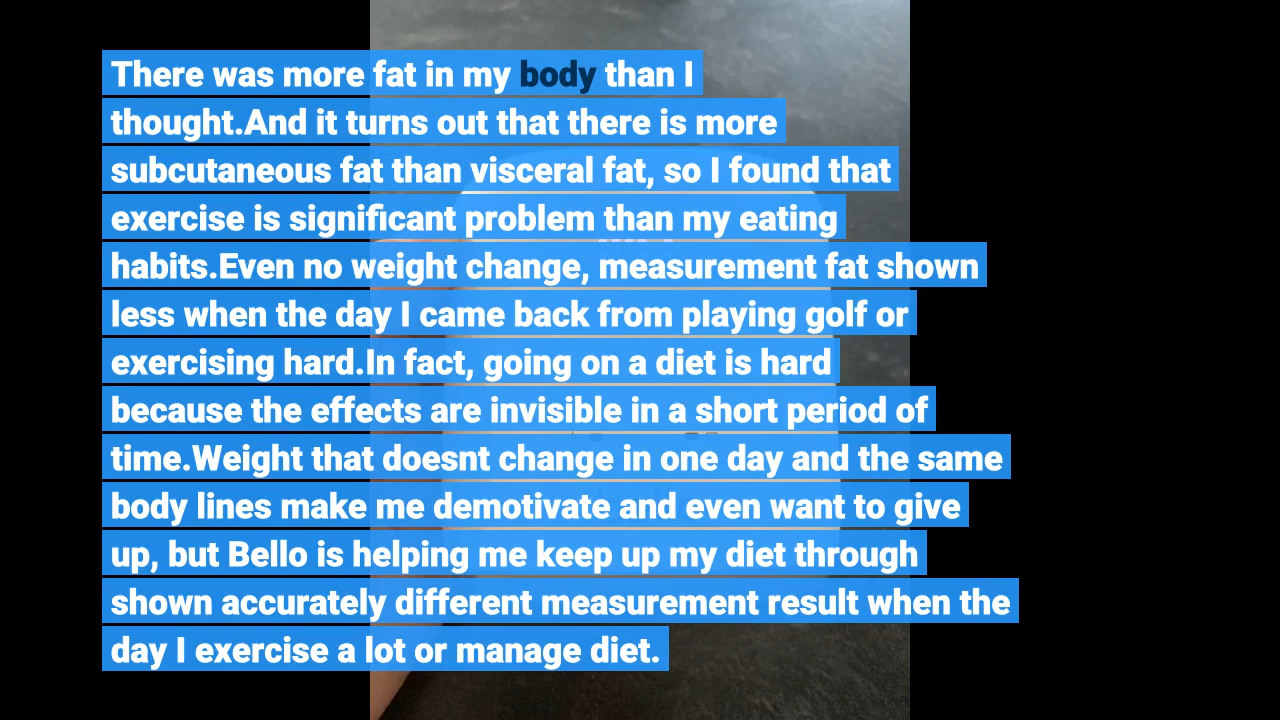 There was more fat in my body than I
thought.And it turns out that there is more
subcutaneous fat than visceral fat, so I found that
exercise is significant problem than my eating
habits.Even no weight change, measurement fat shown
less when the day I came back from playing golf or
exercising hard.In fact, going on a diet is hard
because the effects are invisible in a short period of
time.Weight that doesnt change in one day and the same
body lines make me demotivate and even want to give
up, but Bello is helping me keep up my diet through
shown accurately different measurement result when the
day I exercise a lot or manage diet.